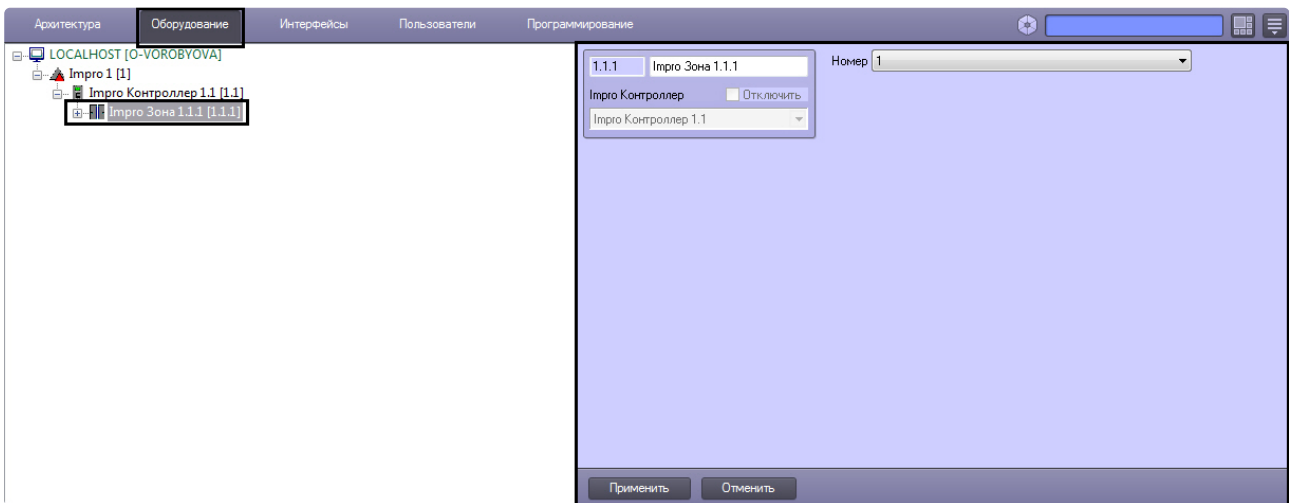 Архитектура Оборудование Интерфейсы Пользователи Программирование
LOCALHOST [O-VOROBYOVA]
Impro 1 [1]
Impro Контроллер 1.1 [1.1]
Impro Зона 1.1.1 [1.1.1]
1.1.1 Impro Зона 1.1.1
Номер 1
Impro Контроллер Отключить
Impro Контроллер 1.1
Применить Отменить